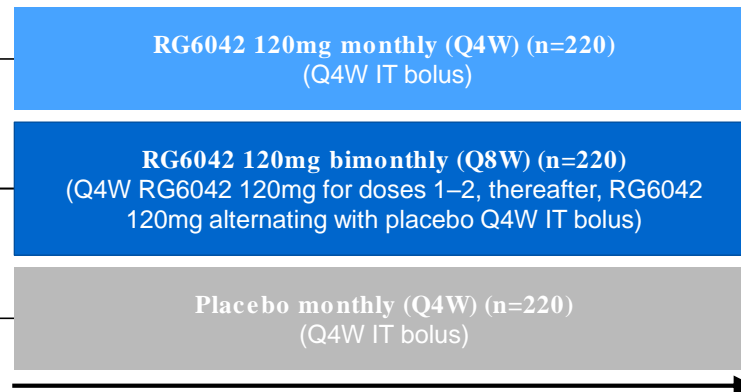 RG6042 120mg monthly (Q4W) (n=220)
(Q4W IT bolus)
RG6042 120mg bimonthly (Q8W) (n=220)
(Q4W RG6042 120mg for doses 1–2, thereafter, RG6042
120mg alternating with placebo Q4W IT bolus)
Placebo monthly (Q4W) (n=220)
(Q4W IT bolus)